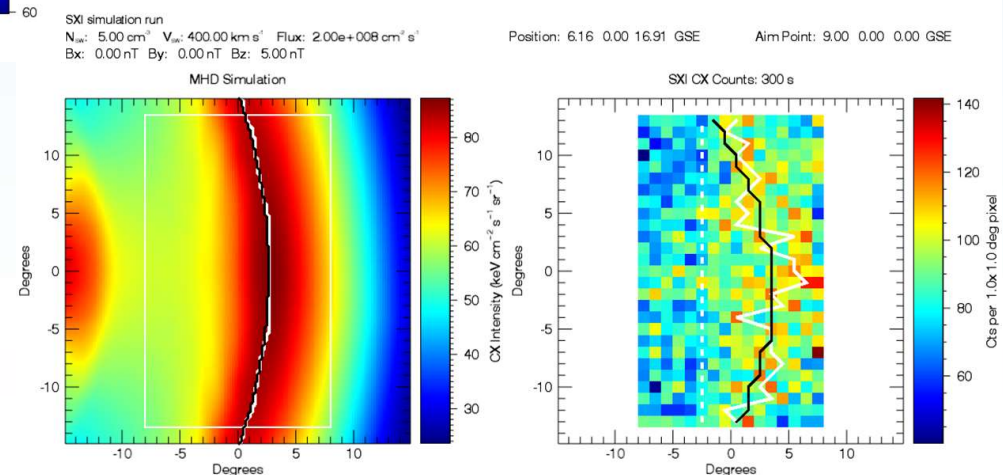 60
SXI simulation run
N_SW: 5.00 cm⁻³ V_SW: 400.00 km s⁻¹ Flux: 2.00e+008 cm⁻² s⁻¹
Bx: 0.00 nT By: 0.00 nT Bz: 5.00 nT
Position: 6.16 0.00 16.91 GSE Aim Point: 9.00 0.00 0.00 GSE
MHD Simulation
10
5
0
-5
-10
Degrees
-10 -5 0 5 10
Degrees
80
70
60
50
40
30
CX Intensity (keV cm⁻² s⁻¹ sr⁻¹)
SXI CX Counts: 300 s
10
5
0
-5
-10
Degrees
-10 -5 0 5 10
Degrees
140
120
100
80
60
Cts per 1.0x1.0 deg pixel